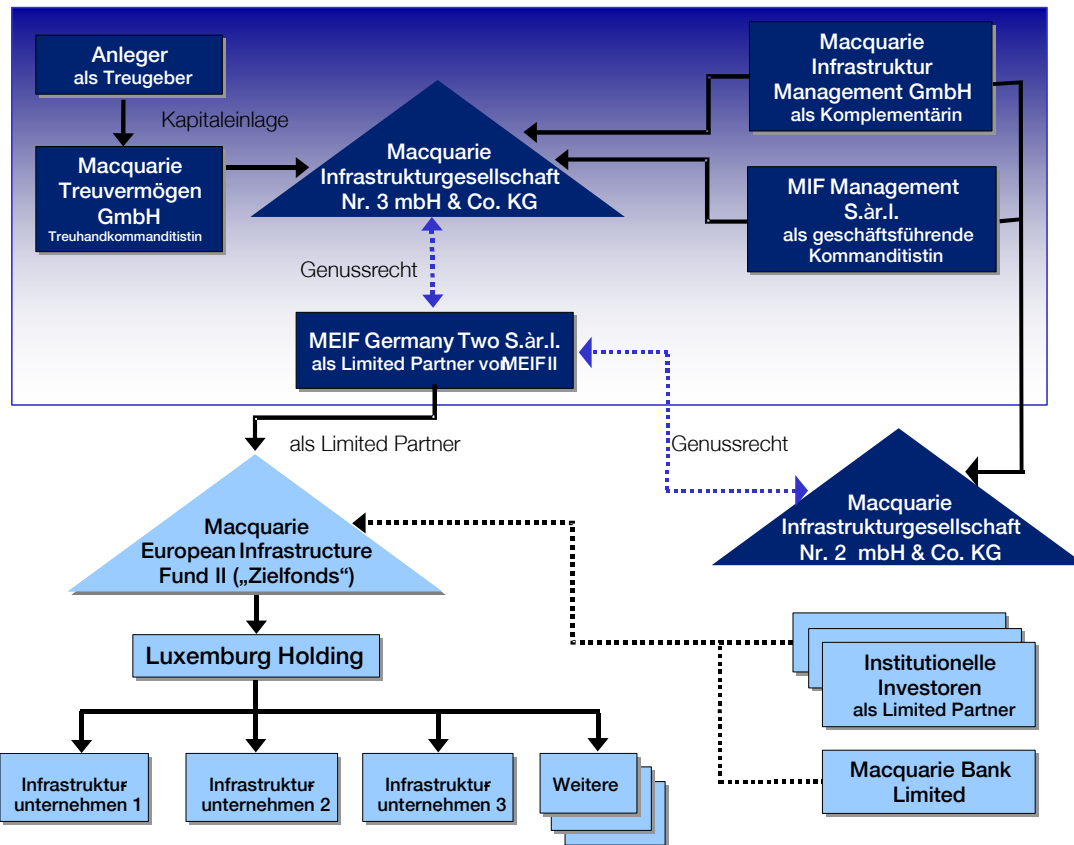 Anleger
als Treugeber
Kapitaleinlage
Macquarie
Treuvermögen
GmbH
Treuhandkommanditistin
Macquarie
Infrastrukturgesellschaft
Nr. 3 mbH & Co. KG
Macquarie
Infrastruktur
Management GmbH
als Komplementärin
MIF Management
S.àr.l.
als geschäftsführende
Kommanditistin
Genussrecht
MEIF Germany Two S.àr.l.
als Limited Partner von MEIF II
als Limited Partner
Genussrecht
Macquarie
Infrastrukturgesellschaft
Nr. 2 mbH & Co. KG
Macquarie
European Infrastructure
Fund II („Zielfonds“)
Luxemburg Holding
Institutionelle
Investoren
als Limited Partner
Macquarie Bank
Limited
Infrastruktur-
unternehmen 1
Infrastruktur-
unternehmen 2
Infrastruktur-
unternehmen 3
Weitere